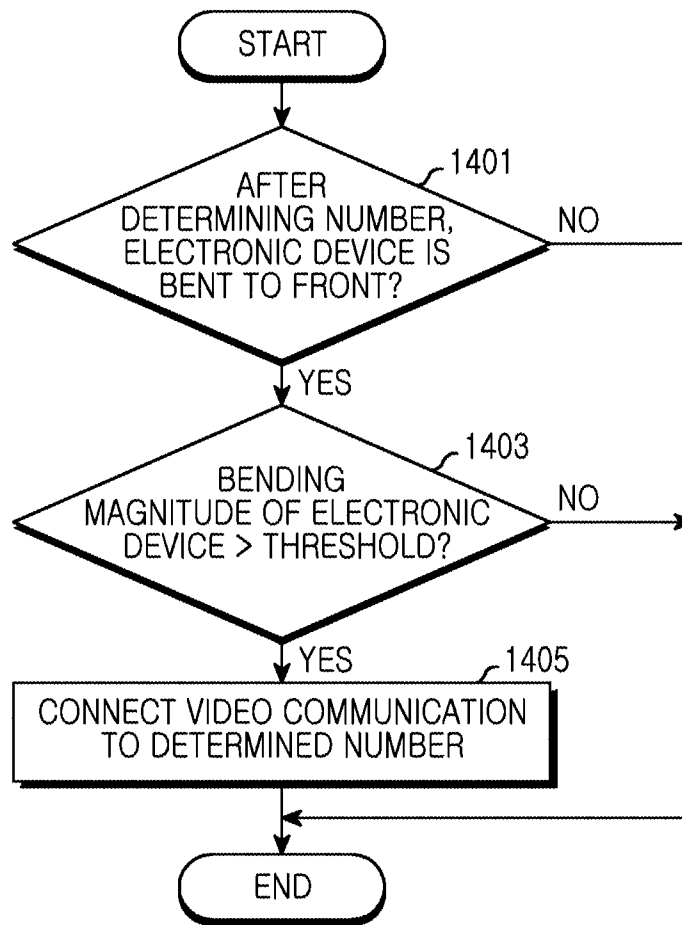 START
1401
AFTER
DETERMINING NUMBER,
ELECTRONIC DEVICE IS
BENT TO FRONT?
NO
YES
1403
BENDING
MAGNITUDE OF ELECTRONIC
DEVICE > THRESHOLD?
NO
YES
1405
CONNECT VIDEO COMMUNICATION
TO DETERMINED NUMBER
END